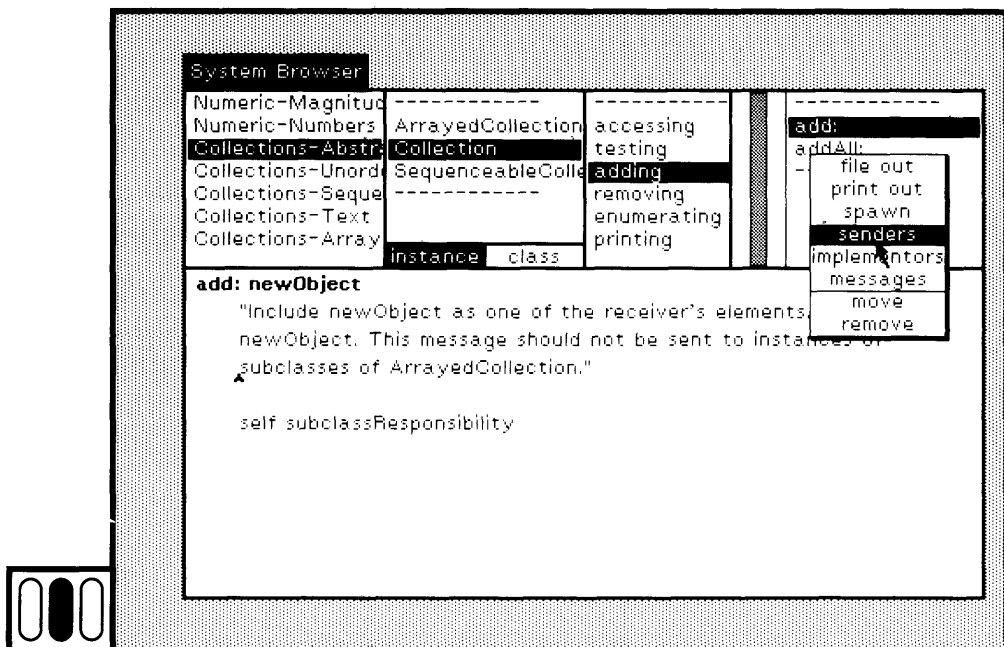 System Browser
Numeric-Magnitud
Numeric-Numbers
Collections-Abstra
Collections-Unord
Collections-Seque
Collections-Text
Collections-Array
------------
ArrayedCollection
Collection
SequenceableColle
------------
instance class
------------
accessing
testing
adding
removing
enumerating
printing
------------
add:
addAll:
file out
print out
spawn
senders
implementors
messages
move
remove
add: newObject
"Include newObject as one of the receiver's elements.
newObject. This message should not be sent to instances of
subclasses of ArrayedCollection."
self subclassResponsibility